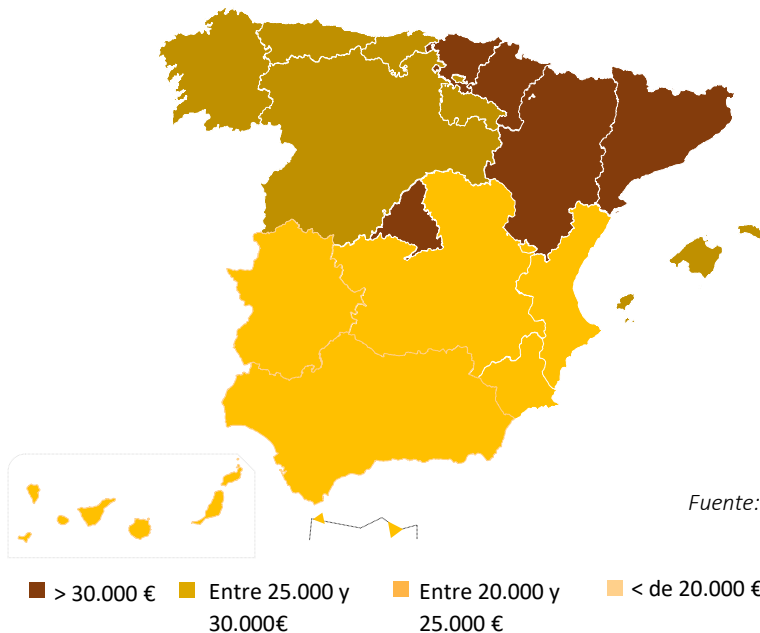 Fuente:
> 30.000 €
Entre 25.000 y
30.000€
Entre 20.000 y
25.000 €
< de 20.000 €